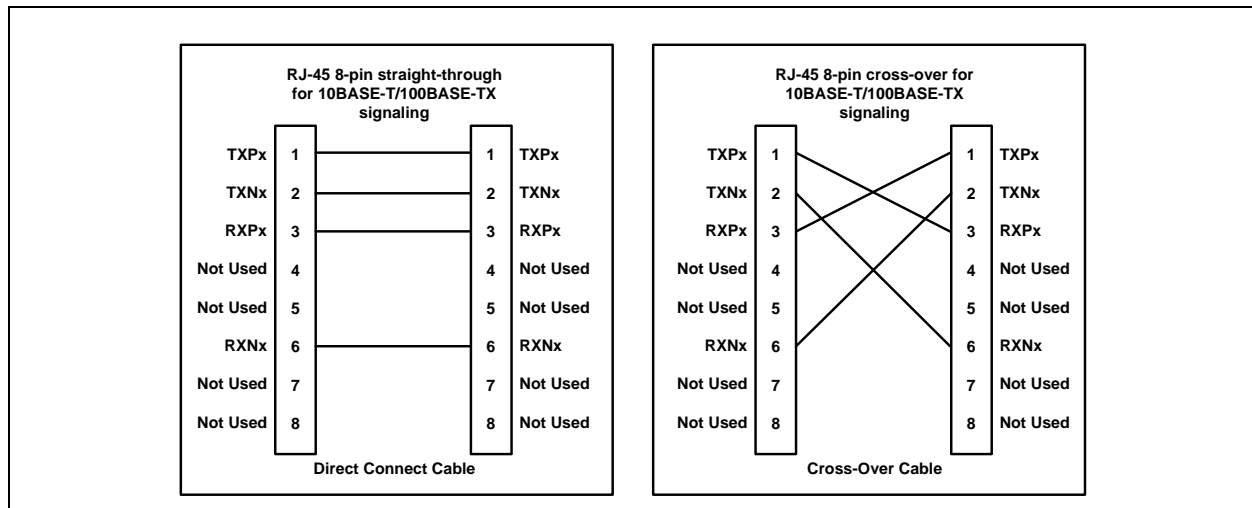 RJ-45 8-pin straight-through
for 10BASE-T/100BASE-TX
signaling
TXPx 1 1 TXPx
TXNx 2 2 TXNx
RXPx 3 3 RXPx
Not Used 4 4 Not Used
Not Used 5 5 Not Used
RXNx 6 6 RXNx
Not Used 7 7 Not Used
Not Used 8 8 Not Used
Direct Connect Cable
RJ-45 8-pin cross-over for
10BASE-T/100BASE-TX
signaling
TXPx 1 1 TXPx
TXNx 2 2 TXNx
RXPx 3 3 RXPx
Not Used 4 4 Not Used
Not Used 5 5 Not Used
RXNx 6 6 RXNx
Not Used 7 7 Not Used
Not Used 8 8 Not Used
Cross-Over Cable